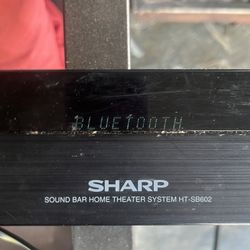 BLUETOOTH
SHARP
SOUND BAR HOME THEATER SYSTEM HT-SB602